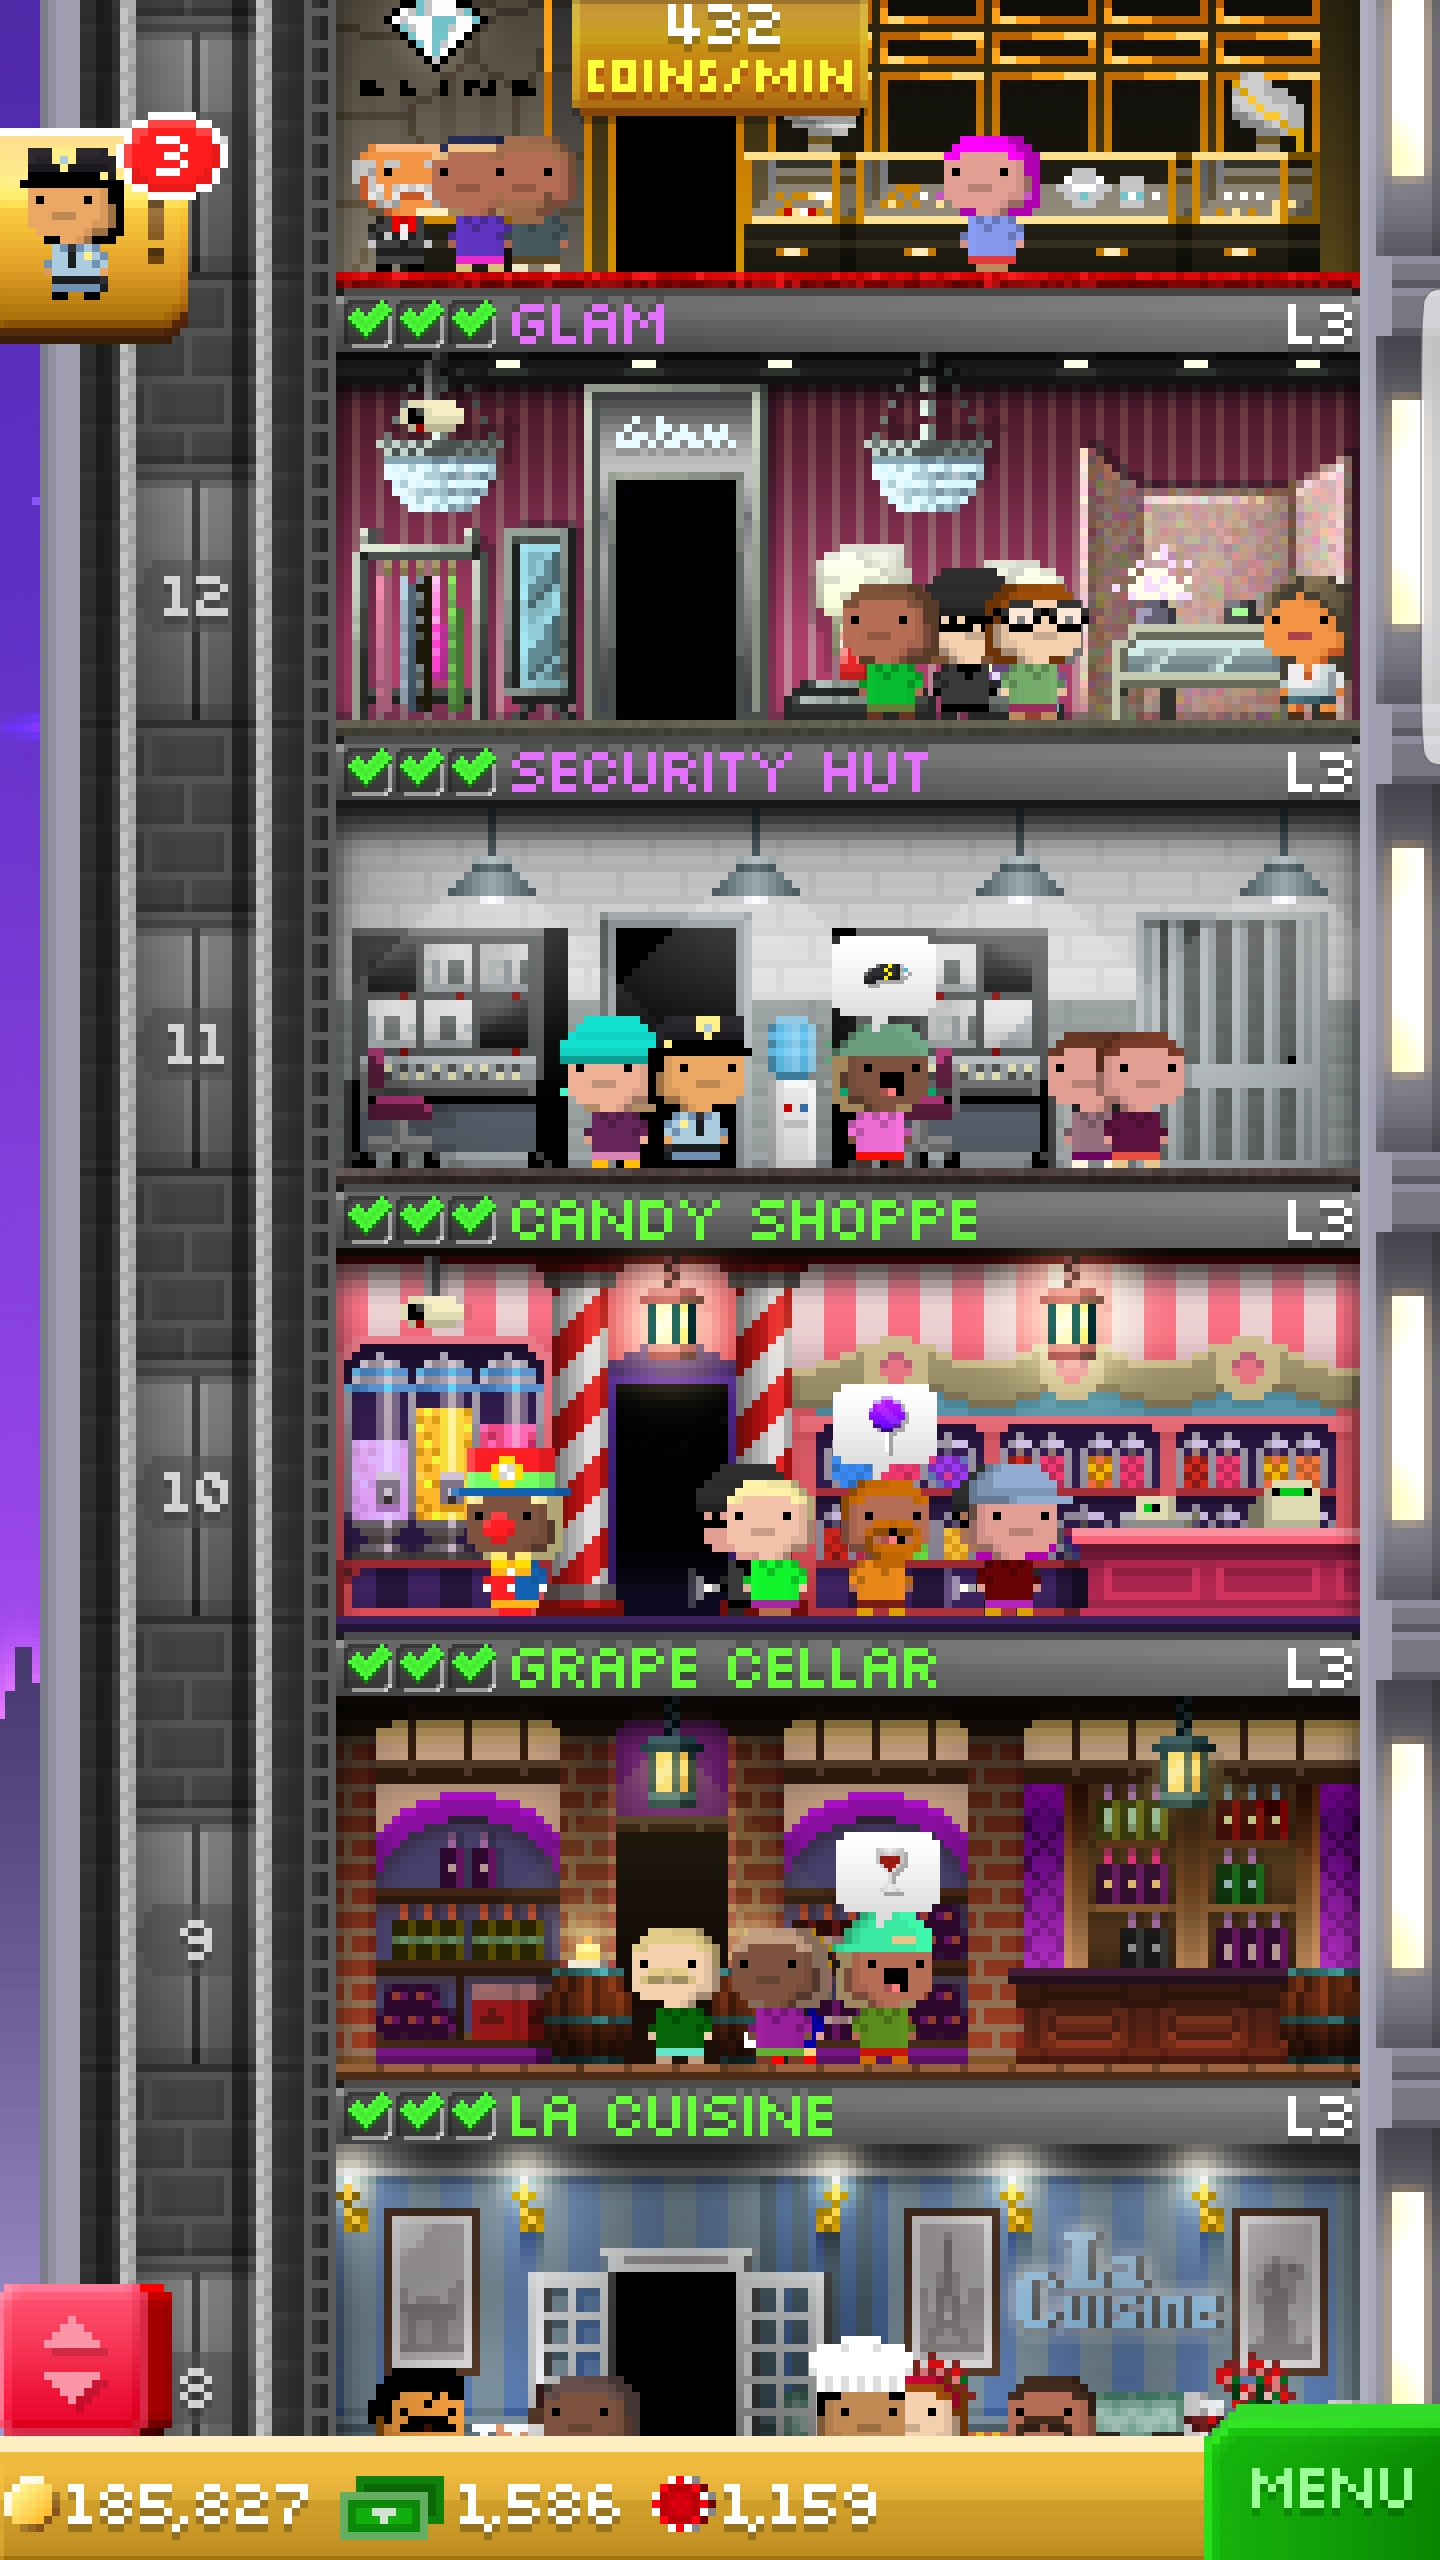 432
COINS/MIN
BLING
3
GLAM L3
Glam
12
SECURITY HUT L3
11
CANDY SHOPPE L3
10
GRAPE CELLAR L3
9
LA CUISINE L3
La
Cuisine
8
185,827 1,586 1,159
MENU